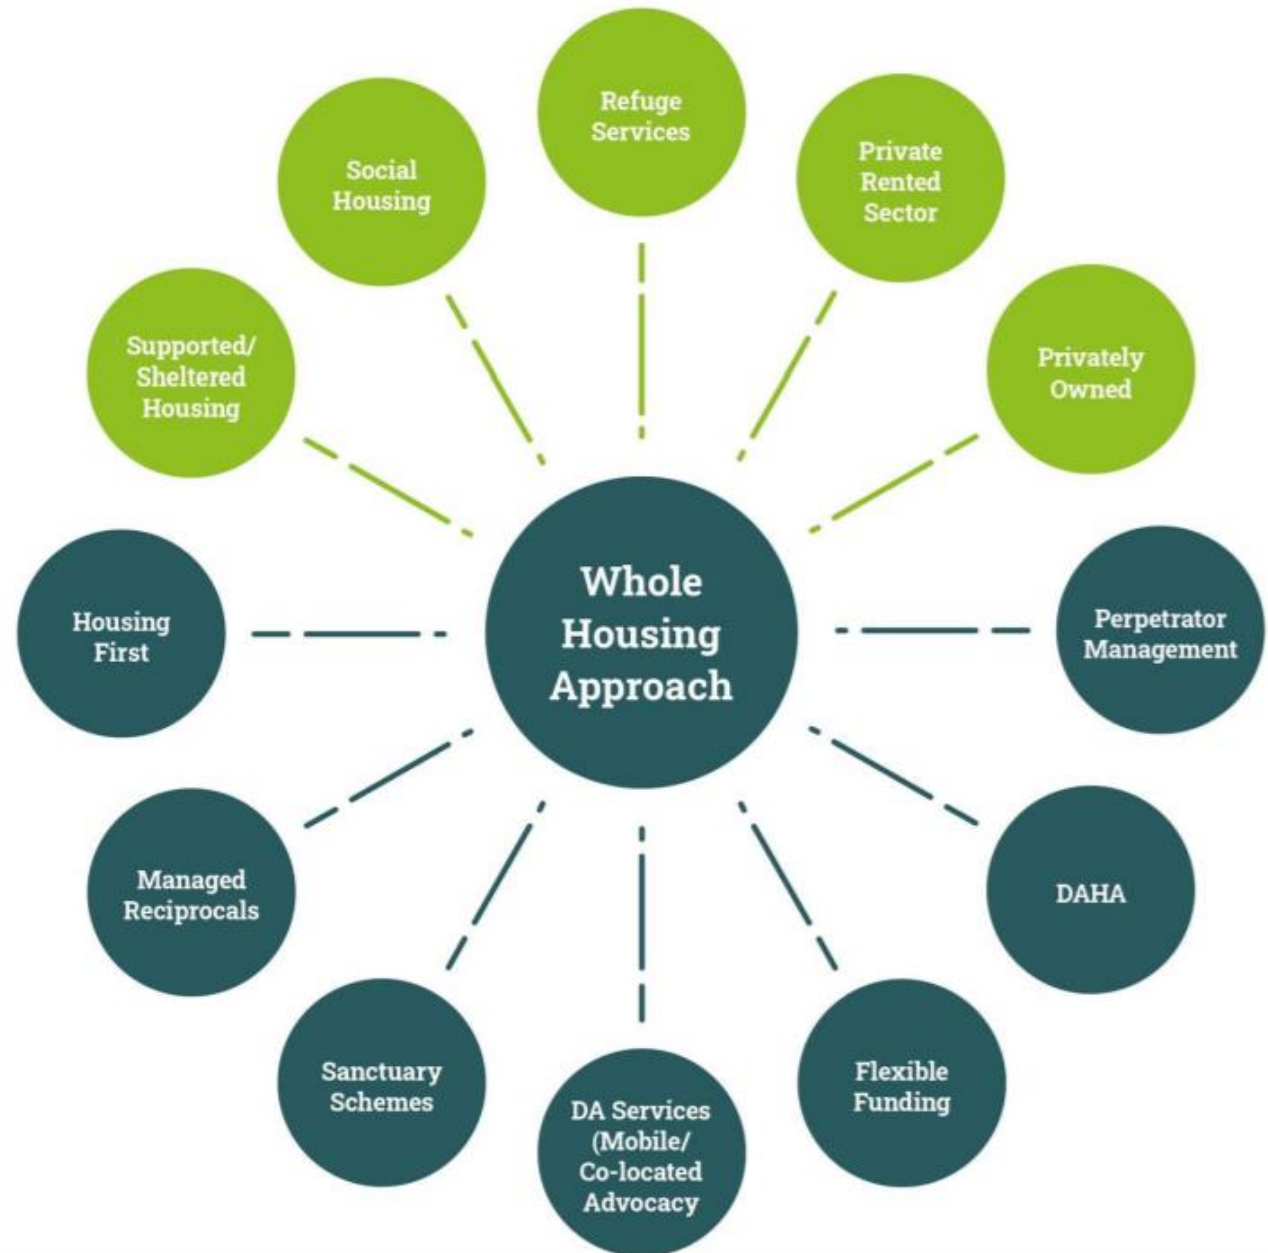 Refuge
Services
Private
Rented
Sector
Privately
Owned
Perpetrator
Management
DAHA
Flexible
Funding
DA Services
(Mobile/
Co-located
Advocacy
Sanctuary
Schemes
Managed
Reciprocals
Housing
First
Supported/
Sheltered
Housing
Social
Housing
Whole
Housing
Approach